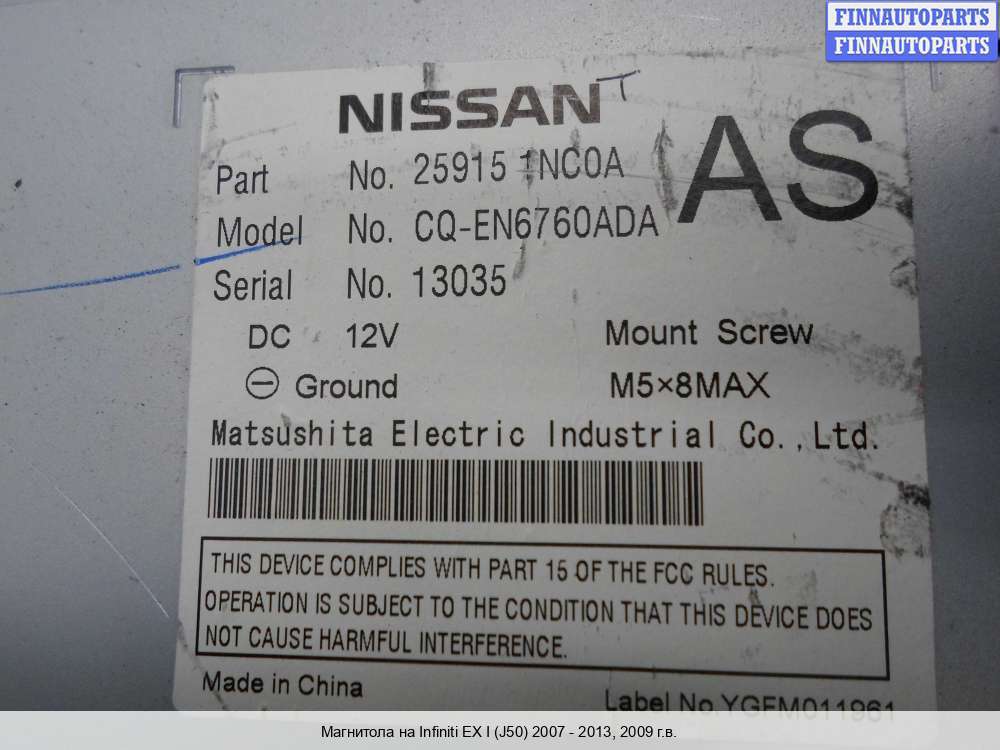 FINNAUTOPARTS
FINNAUTOPARTS
NISSAN
AS
Part No. 25915 1NC0A
Model No. CQ-EN6760ADA
Serial No. 13035
DC 12V
Mount Screw
Ground
M5×8MAX
Matsushita Electric Industrial Co.,Ltd.
THIS DEVICE COMPLIES WITH PART 15 OF THE FCC RULES.
OPERATION IS SUBJECT TO THE CONDITION THAT THIS DEVICE DOES
NOT CAUSE HARMFUL INTERFERENCE.
Made in China
Label No.YGFM011961
Магнитола на Infiniti EX I (J50) 2007 - 2013, 2009 г.в.